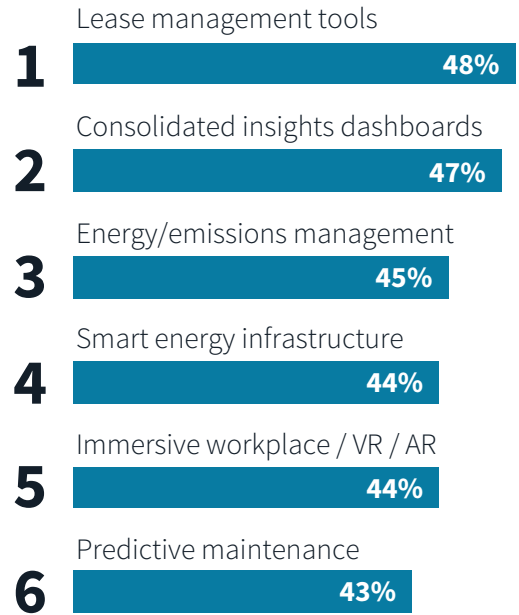 Lease management tools
1
48%
Consolidated insights dashboards
2
47%
Energy/emissions management
3
45%
Smart energy infrastructure
4
44%
Immersive workplace / VR / AR
5
44%
Predictive maintenance
6
43%